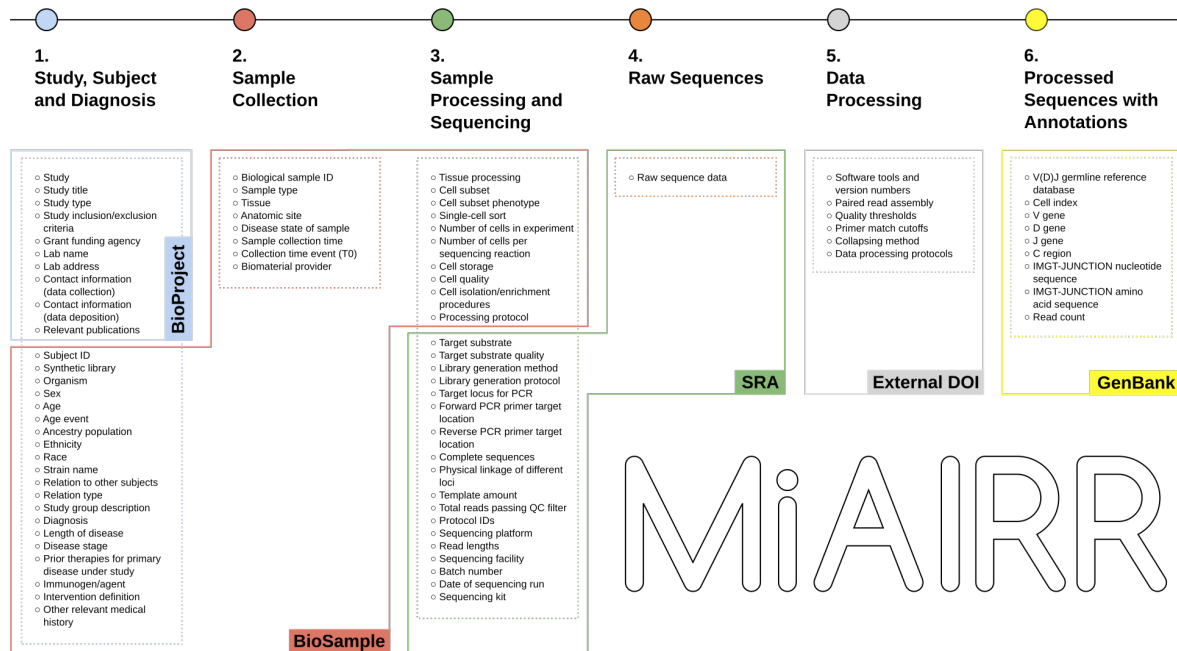 1.
Study, Subject
and Diagnosis
2.
Sample
Collection
3.
Sample
Processing and
Sequencing
4.
Raw Sequences
5.
Data
Processing
6.
Processed
Sequences with
Annotations
○ Study
○ Study title
○ Study type
○ Study inclusion/exclusion
criteria
○ Grant funding agency
○ Lab name
○ Lab address
○ Contact information
(data collection)
○ Contact information
(data deposition)
○ Relevant publications
BioProject
○ Subject ID
○ Synthetic library
○ Organism
○ Sex
○ Age
○ Age event
○ Ancestry population
○ Ethnicity
○ Race
○ Strain name
○ Relation to other subjects
○ Relation type
○ Study group description
○ Diagnosis
○ Length of disease
○ Disease stage
○ Prior therapies for primary
disease under study
○ Immunogen/agent
○ Intervention definition
○ Other relevant medical
history
○ Biological sample ID
○ Sample type
○ Tissue
○ Anatomic site
○ Disease state of sample
○ Sample collection time
○ Collection time event (T0)
○ Biomaterial provider
BioSample
○ Tissue processing
○ Cell subset
○ Cell subset phenotype
○ Single-cell sort
○ Number of cells in experiment
○ Number of cells per
sequencing reaction
○ Cell storage
○ Cell quality
○ Cell isolation/enrichment
procedures
○ Processing protocol
○ Target substrate
○ Target substrate quality
○ Library generation method
○ Library generation protocol
○ Target locus for PCR
○ Forward PCR primer target
location
○ Reverse PCR primer target
location
○ Complete sequences
○ Physical linkage of different
loci
○ Template amount
○ Total reads passing QC filter
○ Protocol IDs
○ Sequencing platform
○ Read lengths
○ Sequencing facility
○ Batch number
○ Date of sequencing run
○ Sequencing kit
○ Raw sequence data
SRA
○ Software tools and
version numbers
○ Paired read assembly
○ Quality thresholds
○ Primer match cutoffs
○ Collapsing method
○ Data processing protocols
External DOI
○ V(D)J germline reference
database
○ Cell index
○ V gene
○ D gene
○ J gene
○ C region
○ IMGT-JUNCTION nucleotide
sequence
○ IMGT-JUNCTION amino
acid sequence
○ Read count
GenBank
MiAIRR